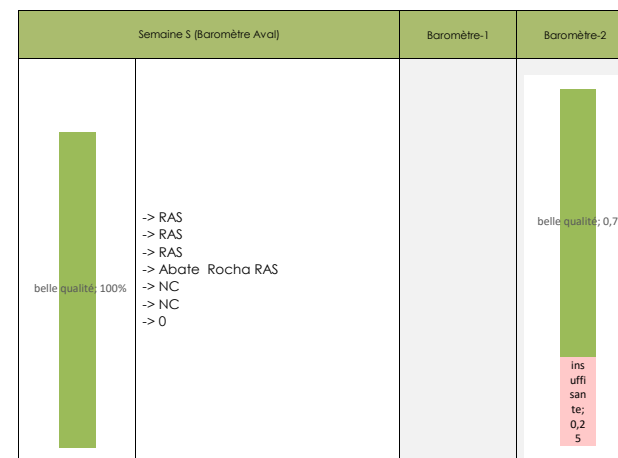 Semaine S (Baromètre Aval)
Baromètre-1
Baromètre-2
belle qualité; 100%
-> RAS
-> RAS
-> RAS
-> Abate Rocha RAS
-> NC
-> NC
-> 0
belle qualité; 0,7
ins
uffi
san
te;
0,2
5